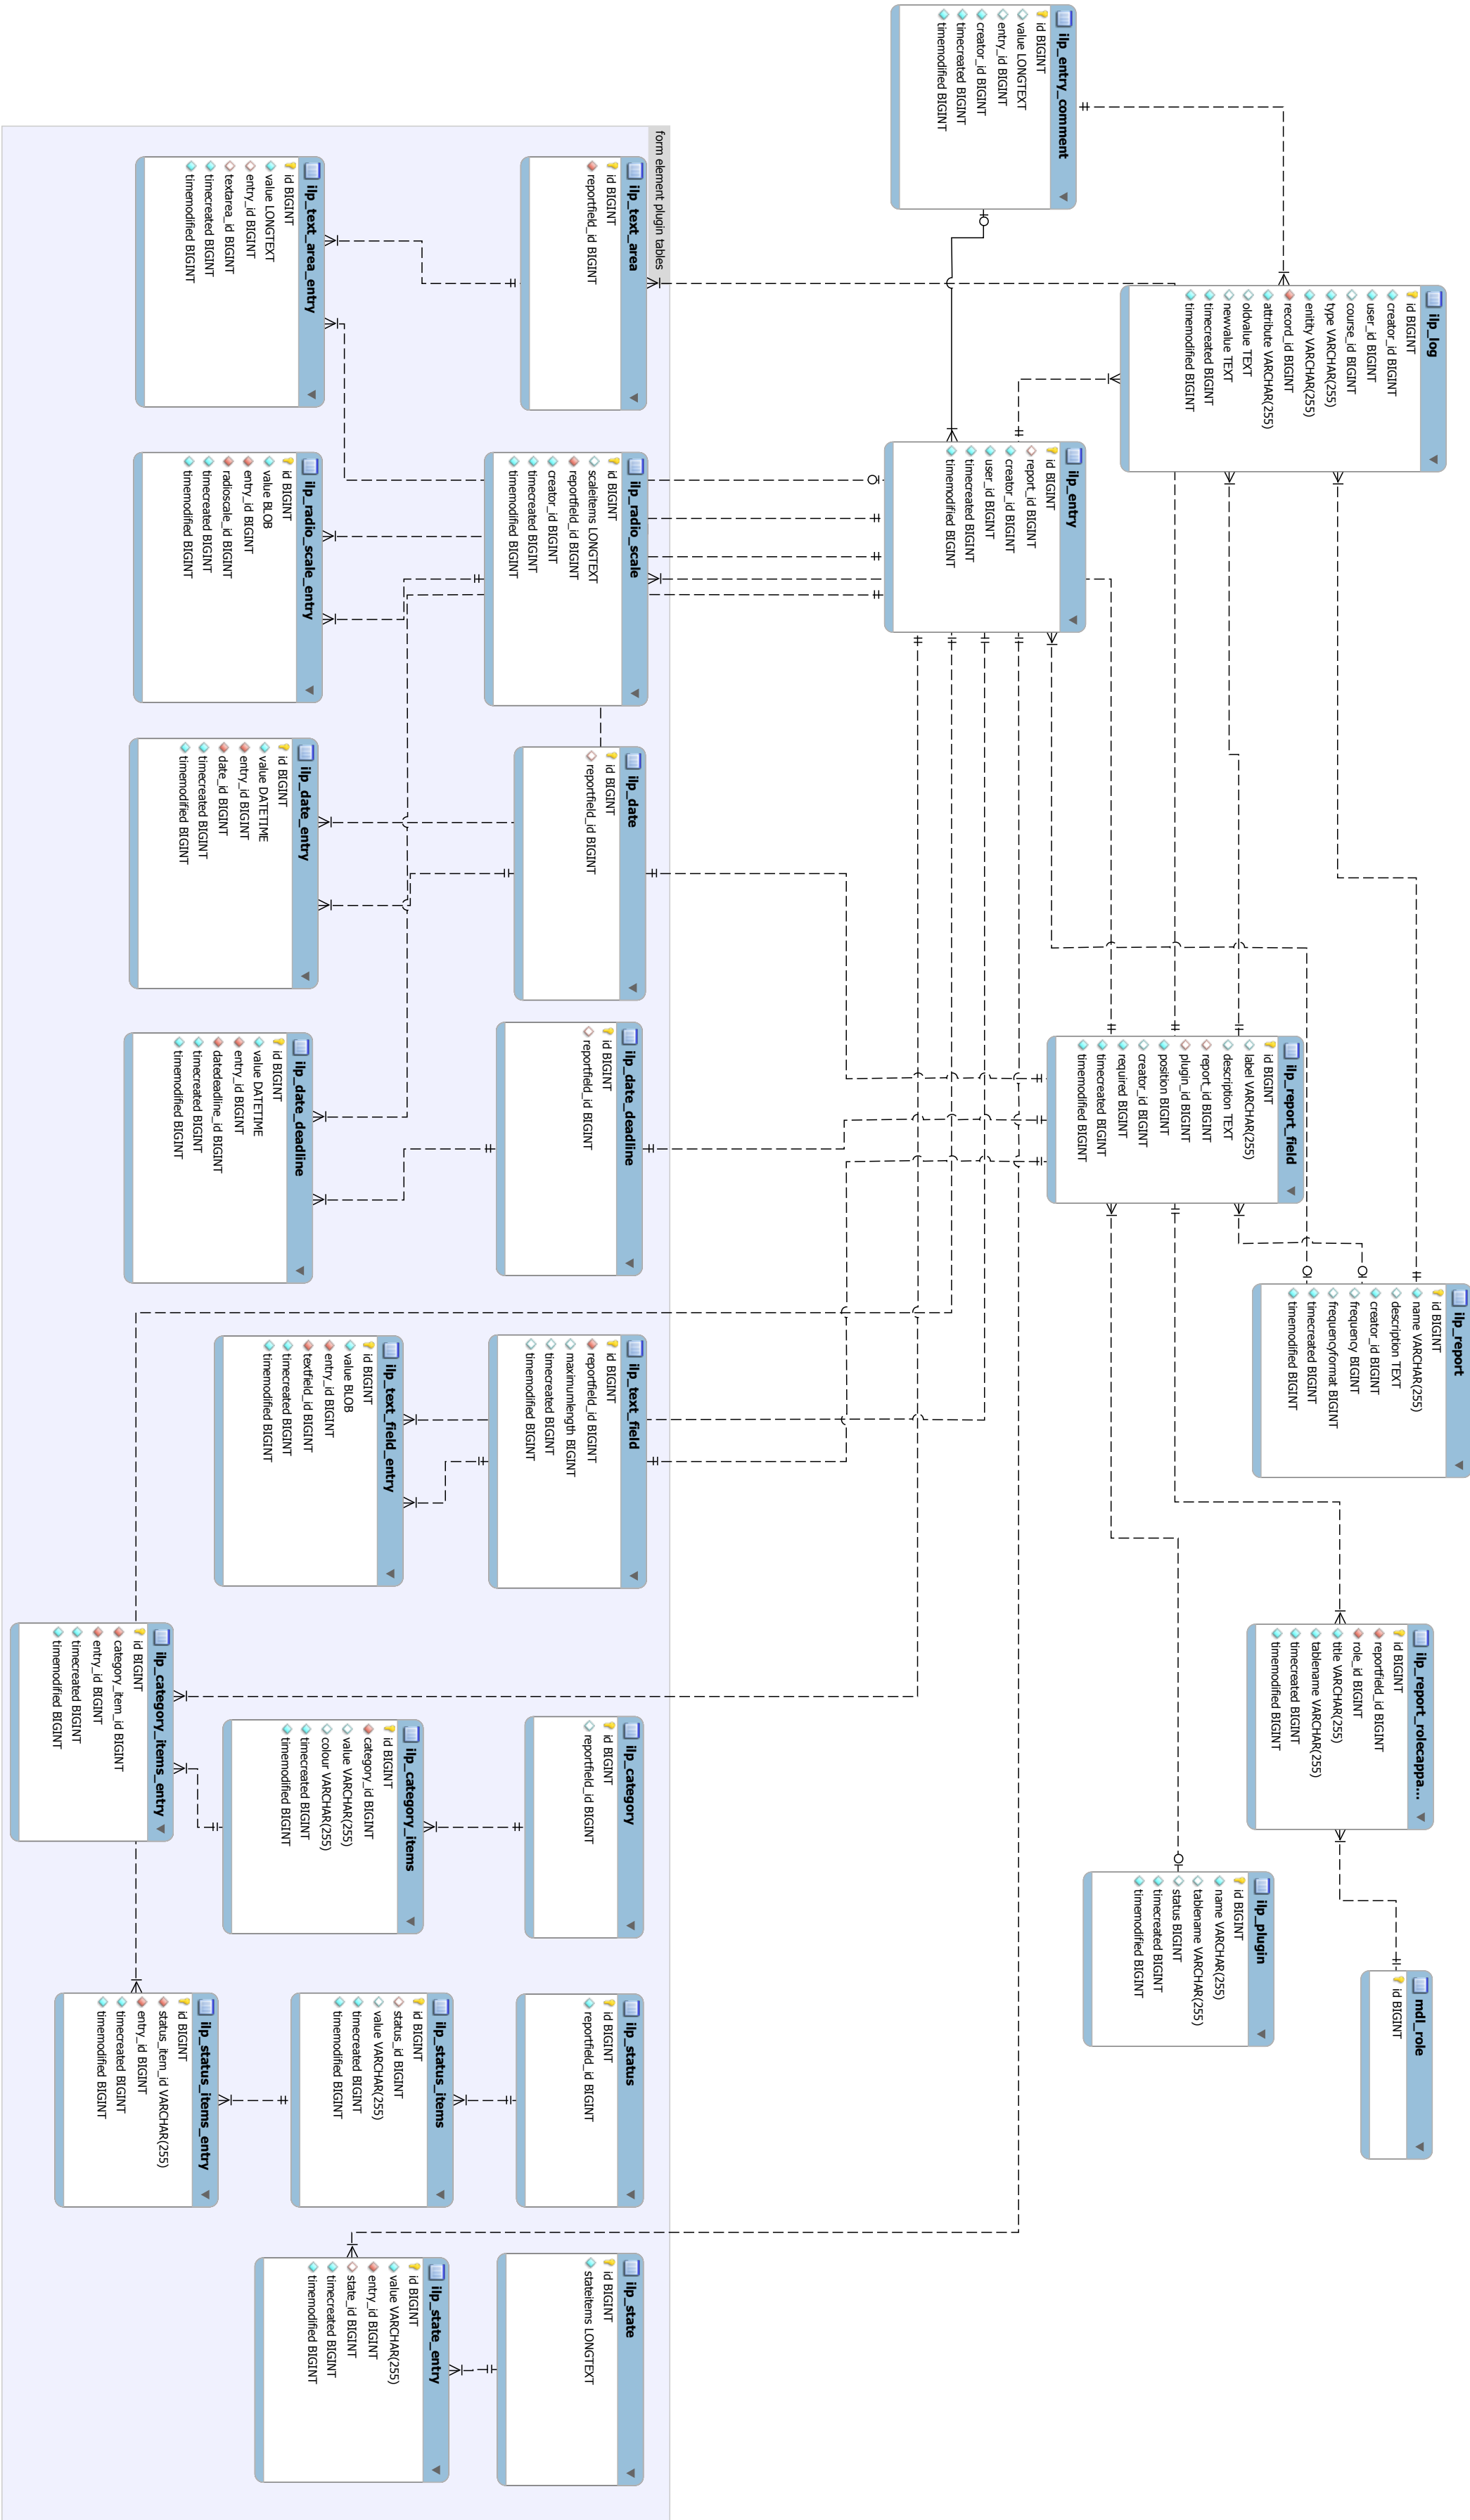 ilp_entry_comment
id BIGINT
value LONGTEXT
entry_id BIGINT
creator_id BIGINT
timecreated BIGINT
timemodified BIGINT
ilp_log
id BIGINT
creator_id BIGINT
user_id BIGINT
course_id BIGINT
type VARCHAR(255)
enitity VARCHAR(255)
record_id BIGINT
attribute VARCHAR(255)
oldvalue TEXT
newvalue TEXT
timecreated BIGINT
timemodified BIGINT
ilp_entry
id BIGINT
report_id BIGINT
creator_id BIGINT
user_id BIGINT
timecreated BIGINT
timemodified BIGINT
ilp_report_field
id BIGINT
label VARCHAR(255)
description TEXT
report_id BIGINT
plugin_id BIGINT
position BIGINT
creator_id BIGINT
required BIGINT
timecreated BIGINT
timemodified BIGINT
ilp_report
id BIGINT
name VARCHAR(255)
description TEXT
creator_id BIGINT
frequency BIGINT
frequencyformat BIGINT
timecreated BIGINT
timemodified BIGINT
ilp_report_rolecappa...
id BIGINT
reportfield_id BIGINT
role_id BIGINT
title VARCHAR(255)
tablename VARCHAR(255)
timecreated BIGINT
timemodified BIGINT
ilp_plugin
id BIGINT
name VARCHAR(255)
tablename VARCHAR(255)
status BIGINT
timecreated BIGINT
timemodified BIGINT
mdl_role
id BIGINT
form element plugin tables
ilp_text_area
id BIGINT
reportfield_id BIGINT
ilp_radio_scale
id BIGINT
scaleitems LONGTEXT
reportfield_id BIGINT
creator_id BIGINT
timecreated BIGINT
timemodified BIGINT
ilp_date
id BIGINT
reportfield_id BIGINT
ilp_date_deadline
id BIGINT
reportfield_id BIGINT
ilp_text_field
id BIGINT
reportfield_id BIGINT
maximumlength BIGINT
timecreated BIGINT
timemodified BIGINT
ilp_category
id BIGINT
reportfield_id BIGINT
ilp_status
id BIGINT
reportfield_id BIGINT
ilp_state
id BIGINT
stateitems LONGTEXT
ilp_text_area_entry
id BIGINT
value LONGTEXT
entry_id BIGINT
textarea_id BIGINT
timecreated BIGINT
timemodified BIGINT
ilp_radio_scale_entry
id BIGINT
value BLOB
entry_id BIGINT
radioscale_id BIGINT
timecreated BIGINT
timemodified BIGINT
ilp_date_entry
id BIGINT
value DATETIME
entry_id BIGINT
date_id BIGINT
timecreated BIGINT
timemodified BIGINT
ilp_date_deadline
id BIGINT
value DATETIME
entry_id BIGINT
datedeadline_id BIGINT
timecreated BIGINT
timemodified BIGINT
ilp_text_field_entry
id BIGINT
value BLOB
entry_id BIGINT
textfield_id BIGINT
timecreated BIGINT
timemodified BIGINT
ilp_category_items
id BIGINT
category_id BIGINT
value VARCHAR(255)
colour VARCHAR(255)
timecreated BIGINT
timemodified BIGINT
ilp_category_items_entry
id BIGINT
category_item_id BIGINT
entry_id BIGINT
timecreated BIGINT
timemodified BIGINT
ilp_status_items
id BIGINT
status_id BIGINT
value VARCHAR(255)
timecreated BIGINT
timemodified BIGINT
ilp_status_items_entry
id BIGINT
status_item_id VARCHAR(255)
entry_id BIGINT
timecreated BIGINT
timemodified BIGINT
ilp_state_entry
id BIGINT
value VARCHAR(255)
entry_id BIGINT
state_id BIGINT
timecreated BIGINT
timemodified BIGINT